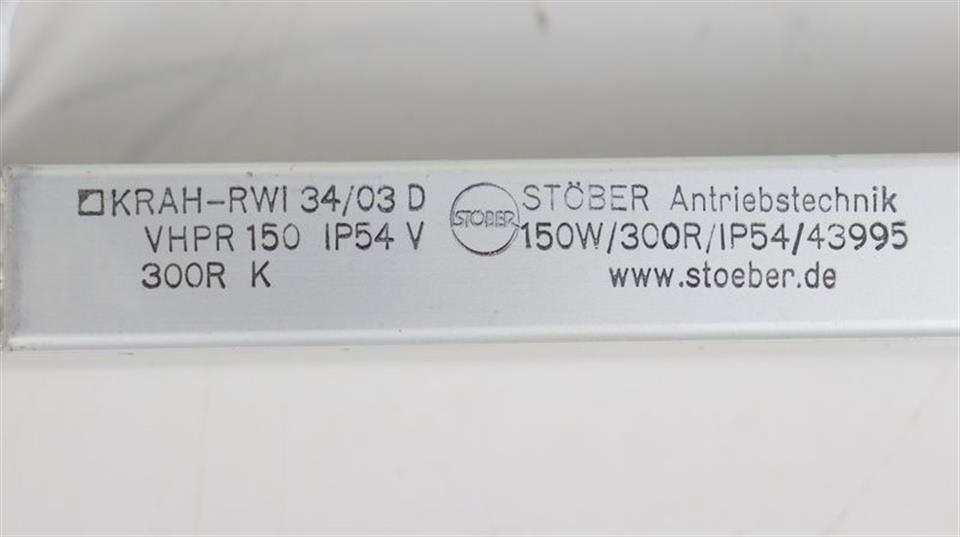 KRAH-RWI 34/03 D
VHPR 150 IP54 V
300R K
STÖBER
STÖBER Antriebstechnik
150W/300R/IP54/43995
www.stoeber.de